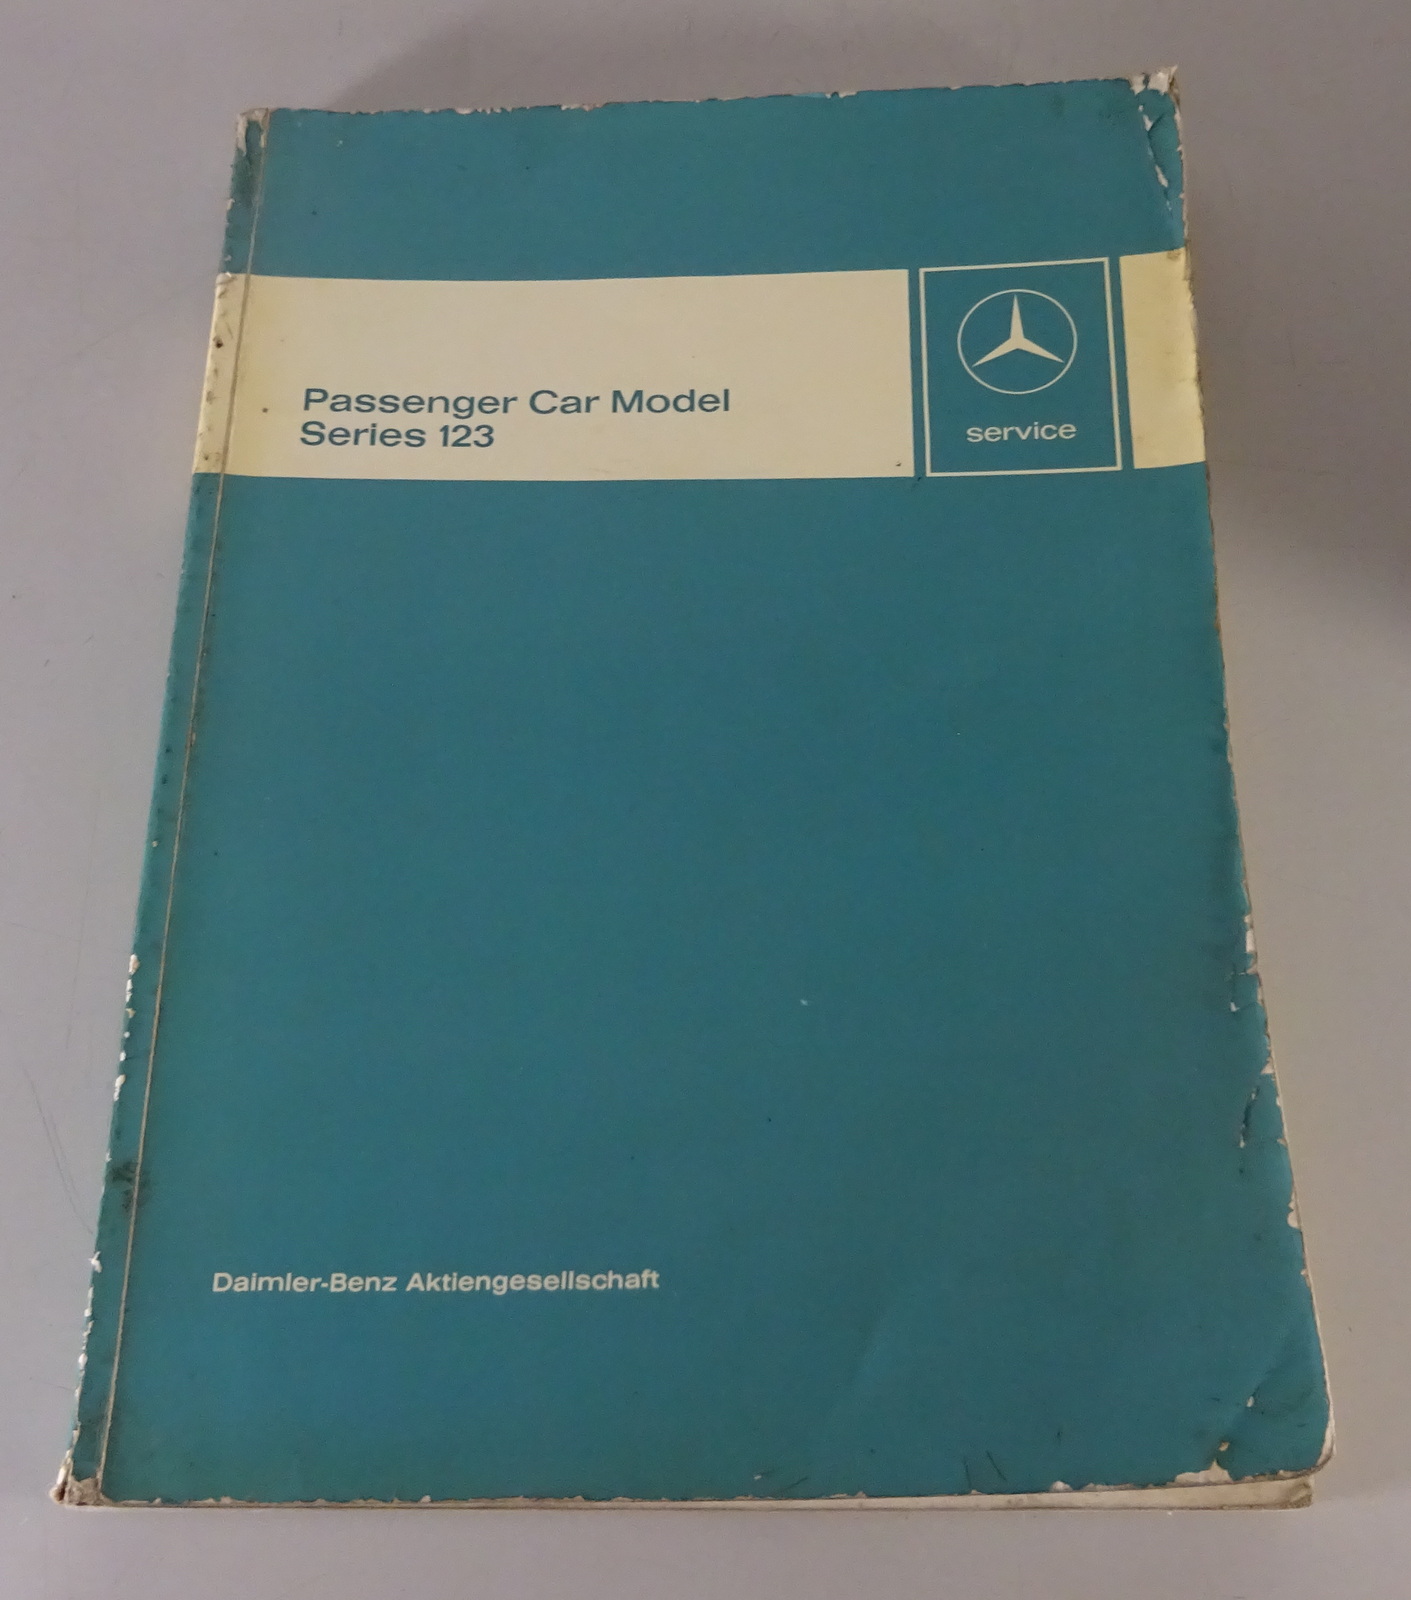 Passenger Car Model
Series 123
service
Daimler-Benz Aktiengesellschaft